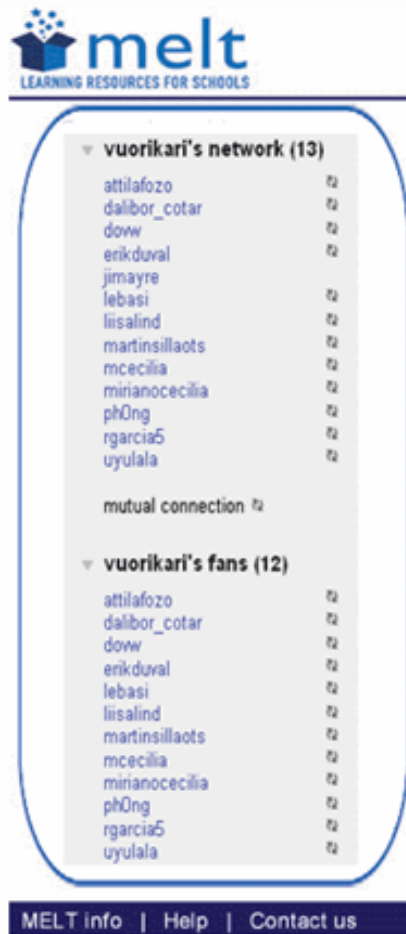 melt
LEARNING RESOURCES FOR SCHOOLS
vuorikari's network (13)
attilafozo
dalibor_cotar
dovw
erikduval
jimayre
lebasi
liisalind
martinsillaots
mcecilia
mirianocecilia
ph0ng
rgarcia5
uyulala
mutual connection
vuorikari's fans (12)
attilafozo
dalibor_cotar
dovw
erikduval
lebasi
liisalind
martinsillaots
mcecilia
mirianocecilia
ph0ng
rgarcia5
uyulala
MELT info | Help | Contact us